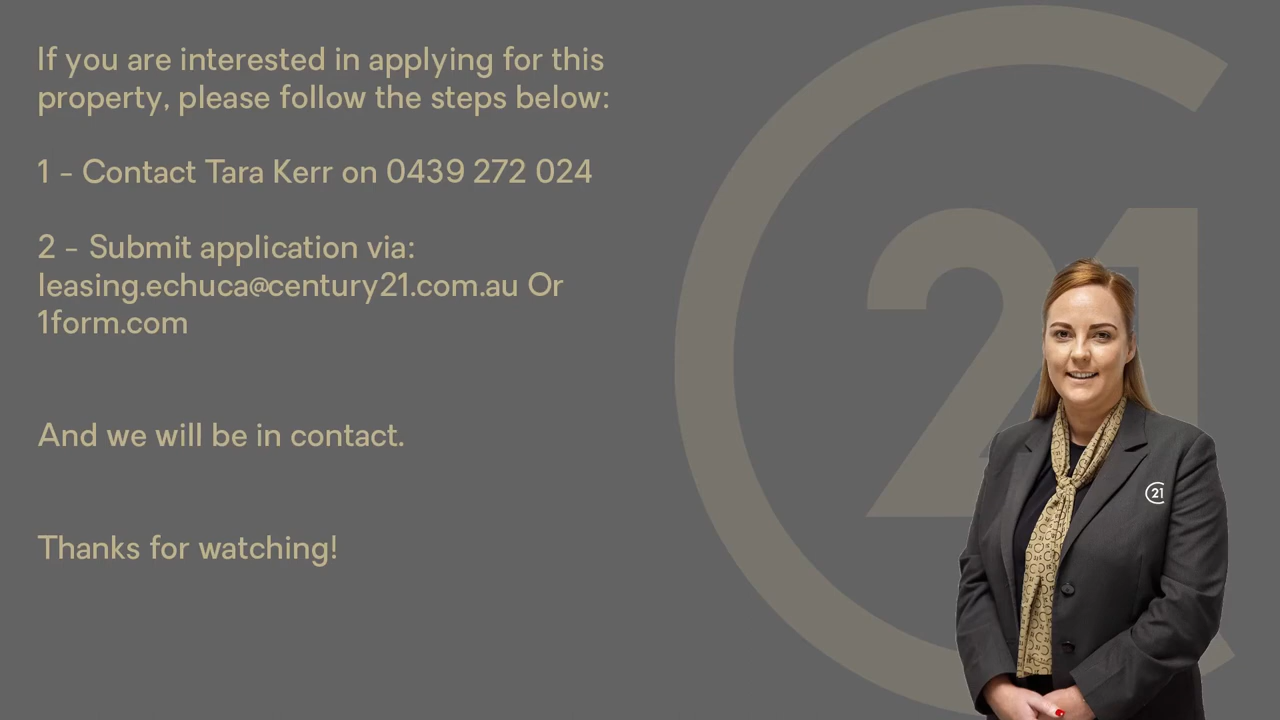 If you are interested in applying for this
property, please follow the steps below:
1 - Contact Tara Kerr on 0439 272 024
2 - Submit application via:
leasing.echuca@century21.com.au Or
1form.com
And we will be in contact.
Thanks for watching!
C21
C21